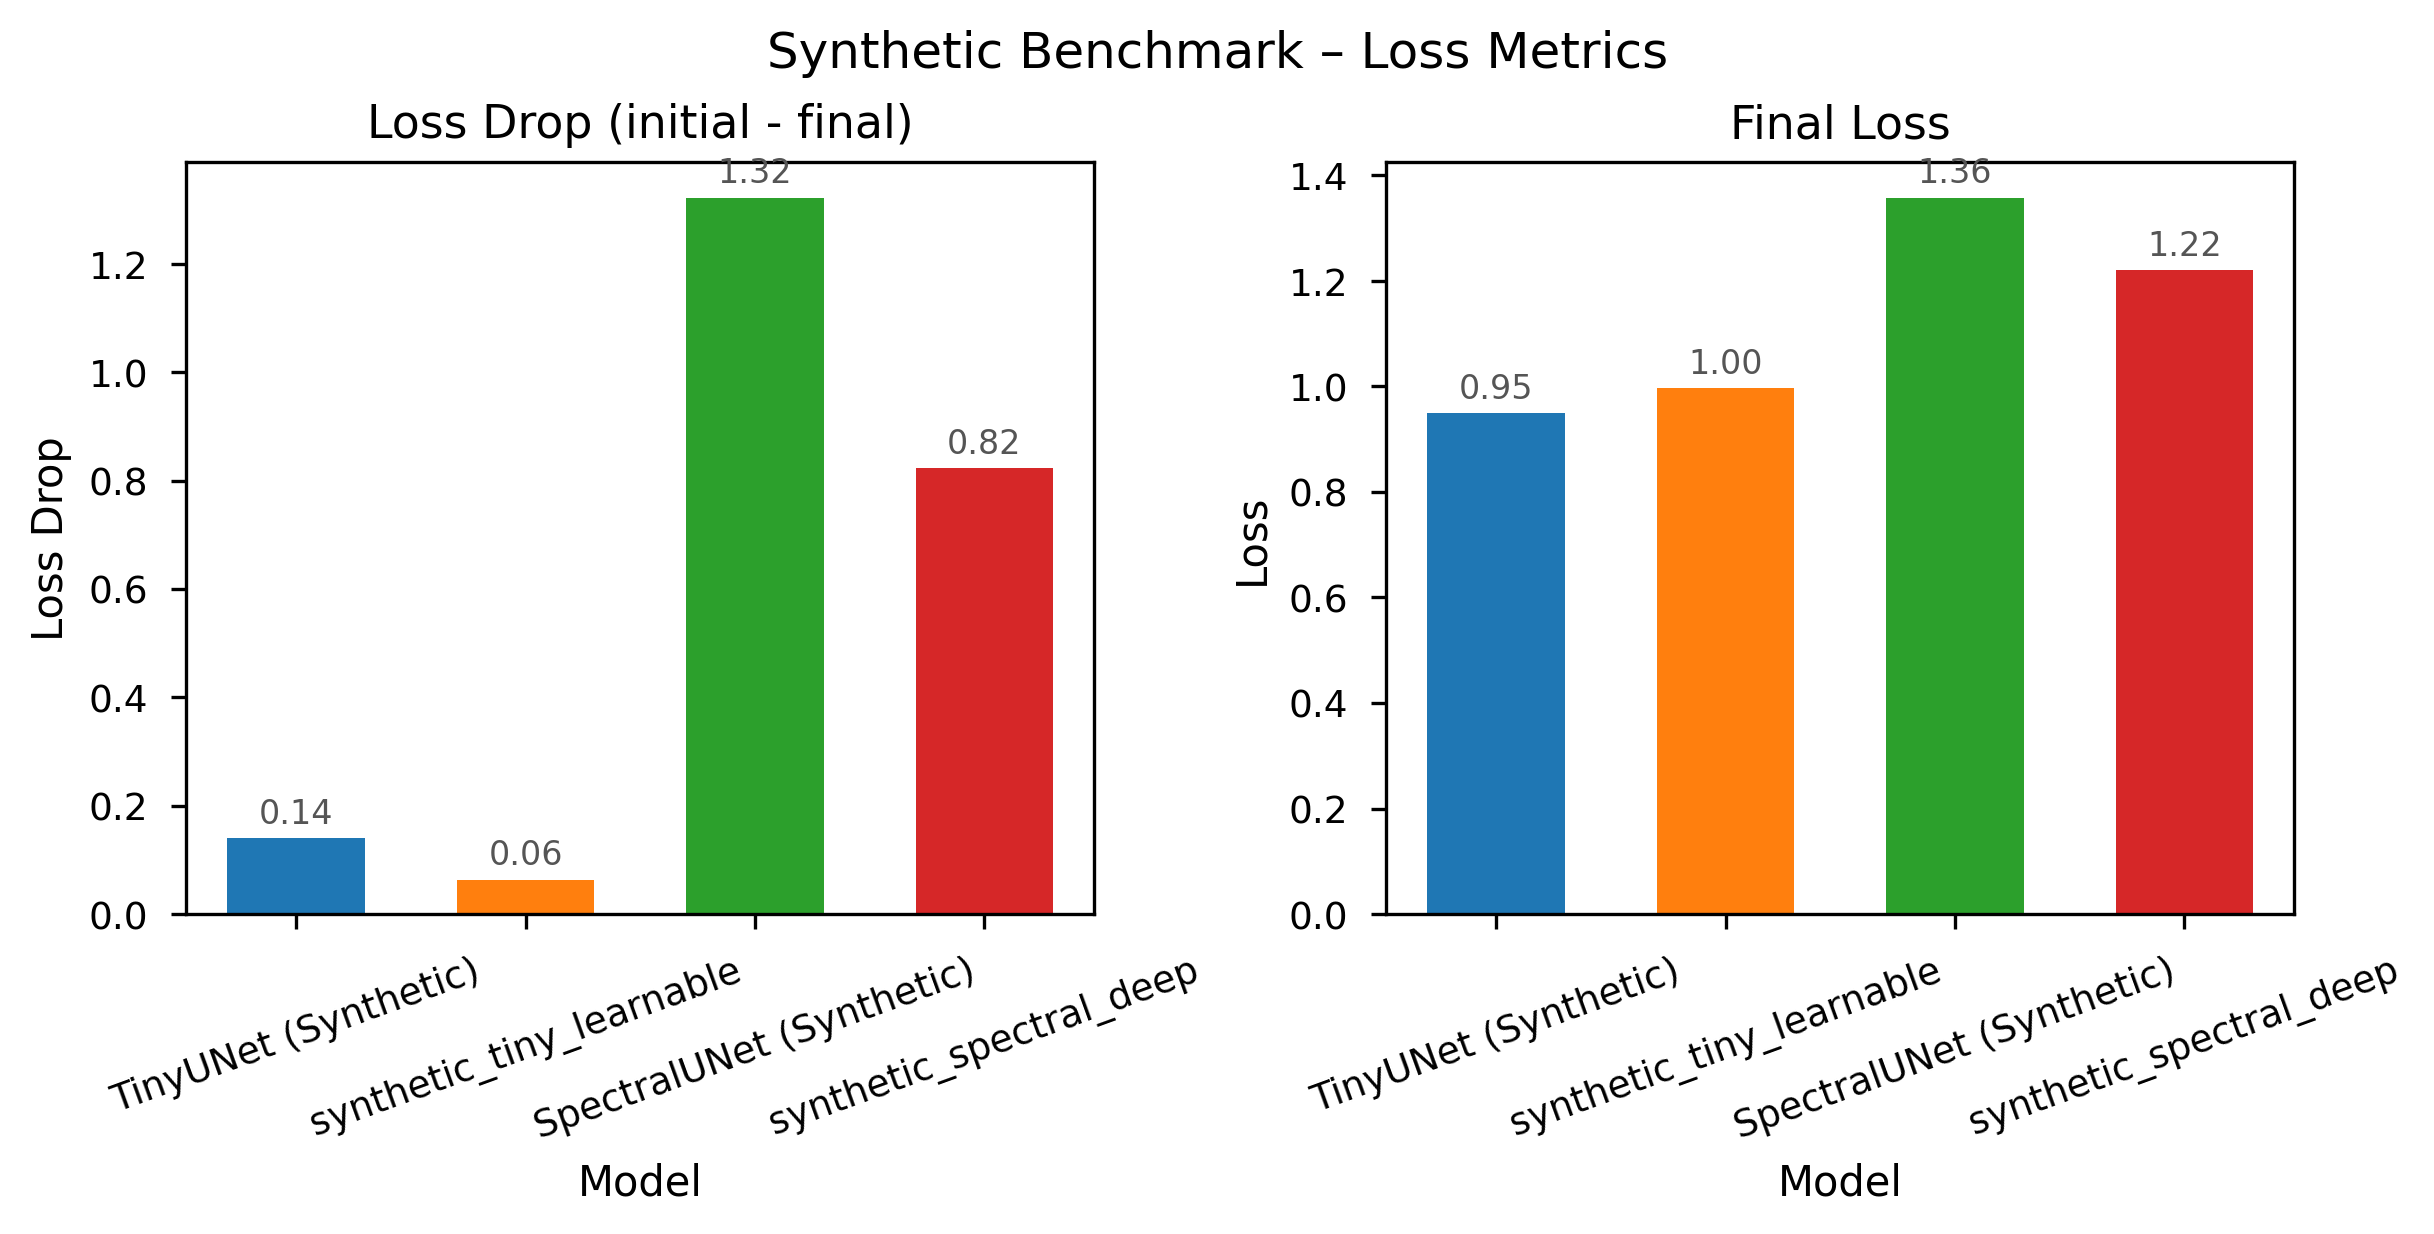 Synthetic Benchmark – Loss Metrics
Loss Drop (initial - final)
Loss Drop
1.2
1.0
0.8
0.6
0.4
0.2
0.0
0.14
0.06
1.32
0.82
TinyUNet (Synthetic)
synthetic_tiny_learnable
SpectralUNet (Synthetic)
synthetic_spectral_deep
Model
Final Loss
Loss
1.4
1.2
1.0
0.8
0.6
0.4
0.2
0.0
0.95
1.00
1.36
1.22
TinyUNet (Synthetic)
synthetic_tiny_learnable
SpectralUNet (Synthetic)
synthetic_spectral_deep
Model